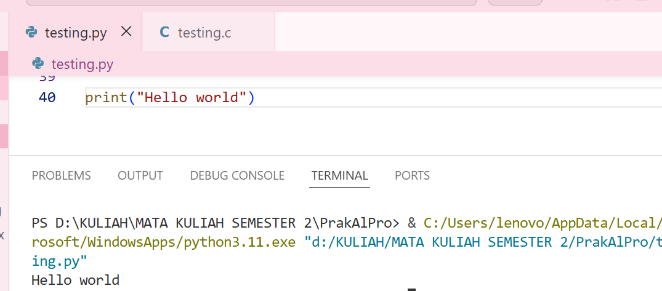 testing.py
testing.c
testing.py
39
40 print("Hello world")
PROBLEMS OUTPUT DEBUG CONSOLE TERMINAL PORTS
PS D:\KULIAH\MATA KULIAH SEMESTER 2\PrakAlPro> & C:/Users/lenovo/AppData/Local/
rosoft/WindowsApps/python3.11.exe "d:/KULIAH/MATA KULIAH SEMESTER 2/PrakAlPro/t
ing.py"
Hello world